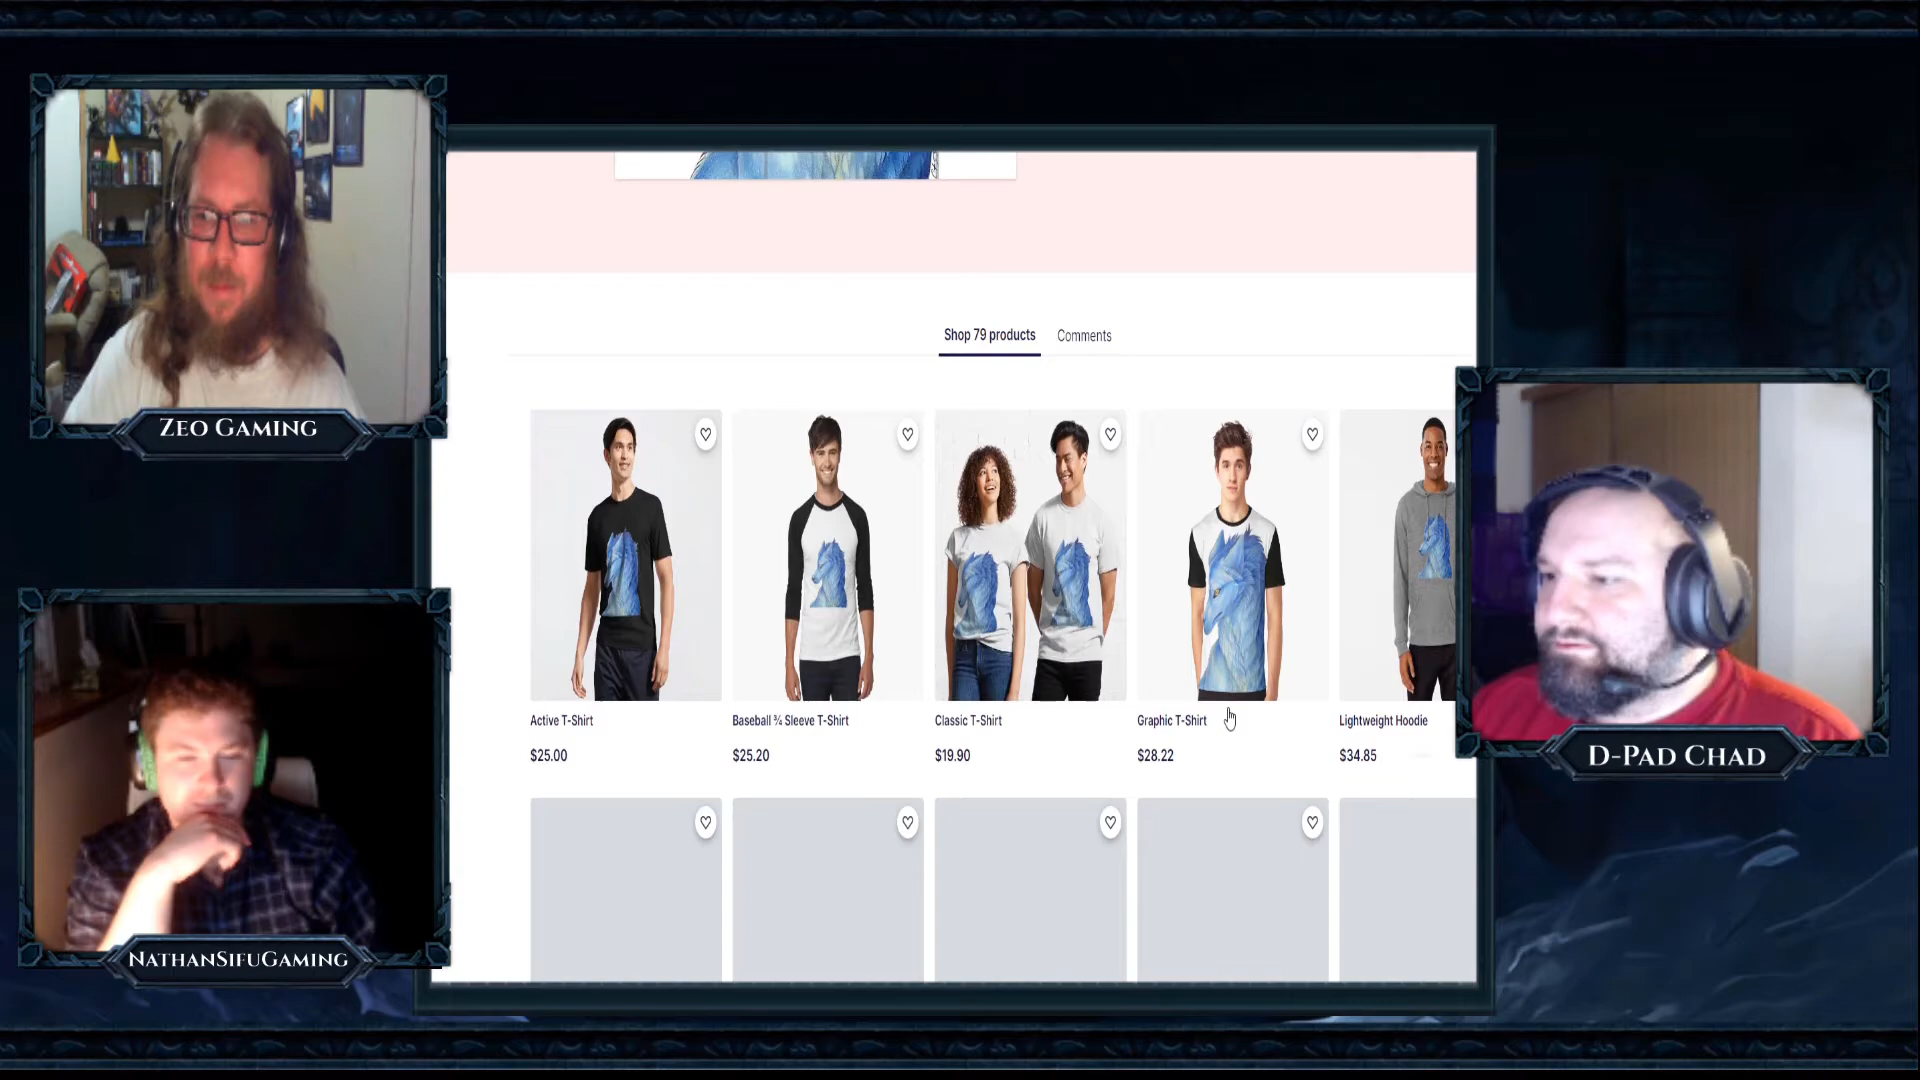 Zeo Gaming
NathanSifuGaming
D-Pad Chad
Shop 79 products
Comments
Active T-Shirt
$25.00
Baseball ¾ Sleeve T-Shirt
$25.20
Classic T-Shirt
$19.90
Graphic T-Shirt
$28.22
Lightweight Hoodie
$34.85